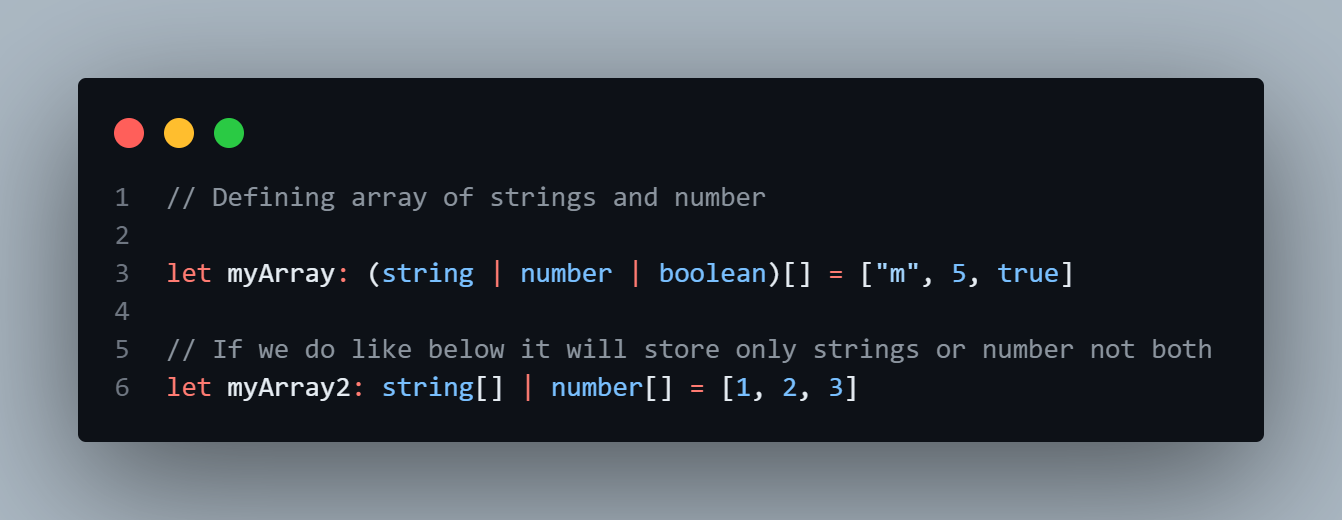 1 // Defining array of strings and number
2
3 let myArray: (string | number | boolean)[] = ["m", 5, true]
4
5 // If we do like below it will store only strings or number not both
6 let myArray2: string[] | number[] = [1, 2, 3]